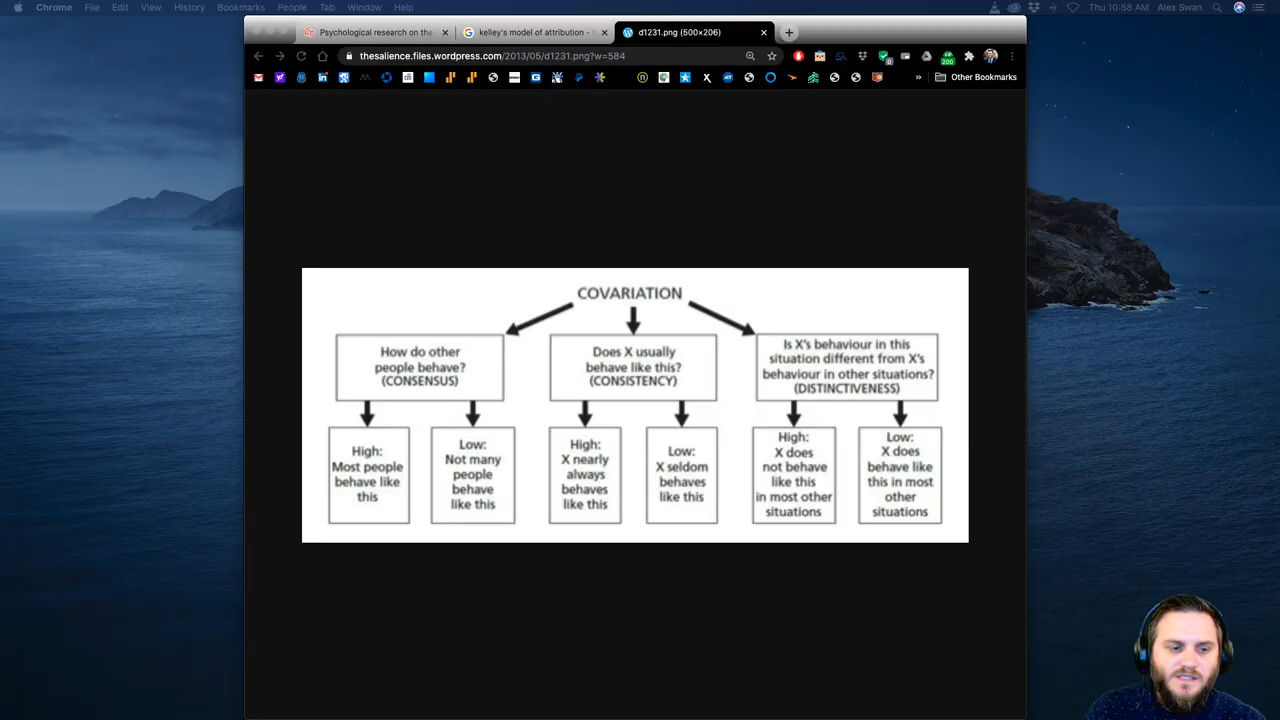 Chrome File Edit View History Bookmarks People Tab Window Help Thu 10:58 AM Alex Swan
Psychological research on the
kelley's model of attribution -
d1231.png (500×206)
thesalience.files.wordpress.com/2013/05/d1231.png?w=584
Other Bookmarks
COVARIATION
How do other
people behave?
(CONSENSUS)
Does X usually
behave like this?
(CONSISTENCY)
Is X's behaviour in this
situation different from X's
behaviour in other situations?
(DISTINCTIVENESS)
High:
Most people
behave like
this
Low:
Not many
people
behave
like this
High:
X nearly
always
behaves
like this
Low:
X seldom
behaves
like this
High:
X does
not behave
like this
in most other
situations
Low:
X does
behave like
this in most
other
situations